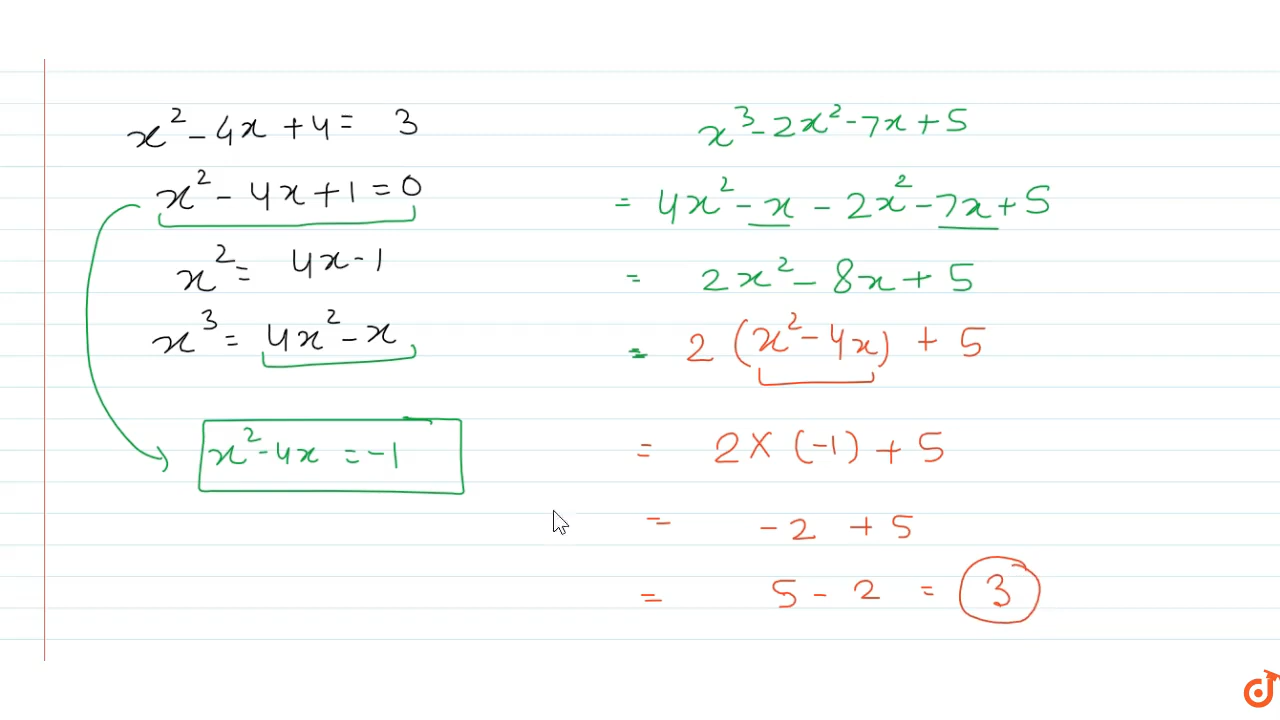 x² - 4x + 4 = 3
x² - 4x + 1 = 0
x² = 4x - 1
x³ = 4x² - x
x² - 4x = -1
x³ - 2x² - 7x + 5
= 4x² - x - 2x² - 7x + 5
= 2x² - 8x + 5
= 2 (x² - 4x) + 5
= 2 × (-1) + 5
= -2 + 5
= 5 - 2 = 3